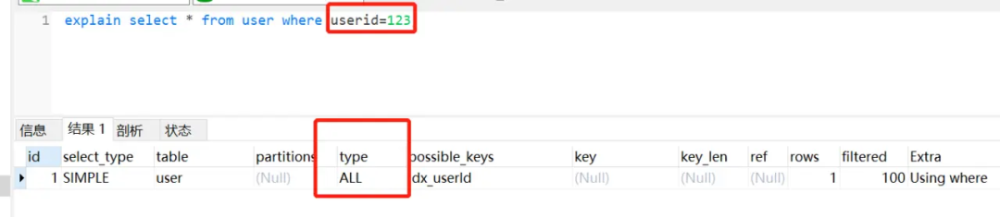 1 explain select * from user where userid=123
信息 结果 1 剖析 状态
id select_type table partitions type possible_keys key key_len ref rows filtered Extra
1 SIMPLE user (Null) ALL dx_userId (Null) (Null) (Null) 1 100 Using where